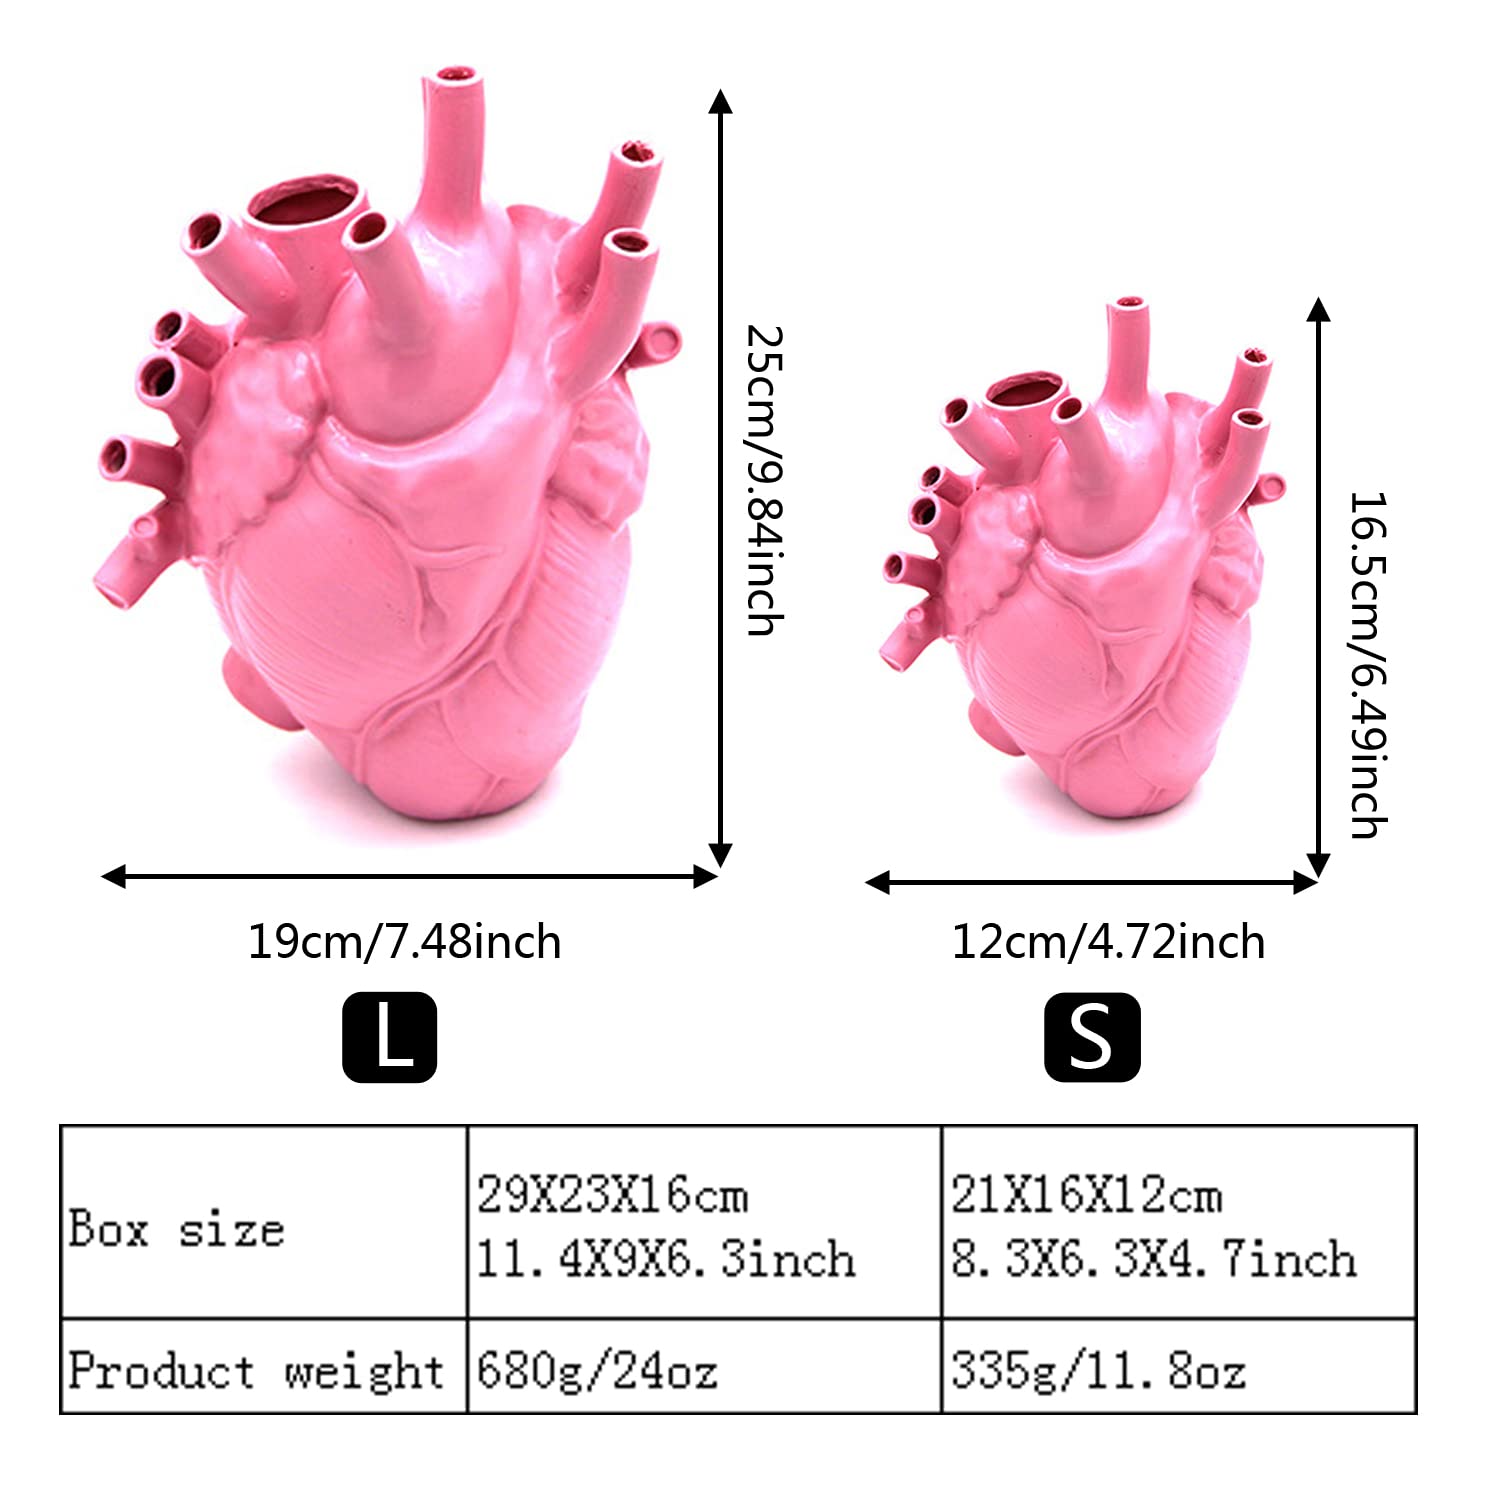 25cm/9.84inch
16.5cm/6.49inch
19cm/7.48inch
12cm/4.72inch
L
S
Box size
29X23X16cm
11.4X9X6.3inch
21X16X12cm
8.3X6.3X4.7inch
Product weight
680g/24oz
335g/11.8oz